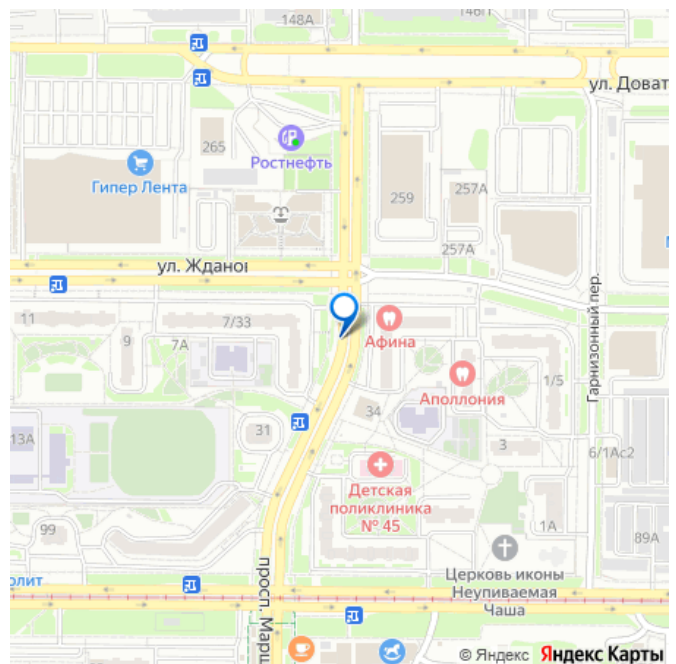 148А
146П
ул. Доват
265
Ростнефть
Гипер Лента
259
257А
257А
ул. Жданов
11
7/33
9
7А
Афина
Гарнизонный пер.
Аполлония
1/5
34
31
13А
3
6/1Ас2
Детская
поликлиника
№ 45
99
1А
89А
Церковь иконы
Неупиваемая
Чаша
олит
просп. Марш
© Яндекс Яндекс Карты